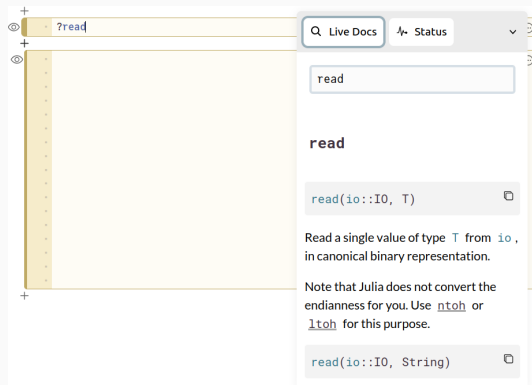 ?read
Live Docs
Status
read
read
read(io::IO, T)
Read a single value of type T from io,
in canonical binary representation.
Note that Julia does not convert the
endianness for you. Use ntoh or
ltoh for this purpose.
read(io::IO, String)